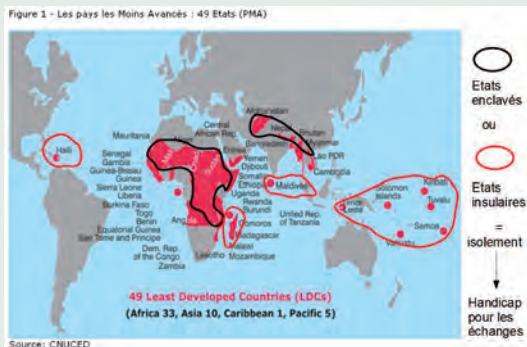 Figure 1 - Les pays les Moins Avancés : 49 Etats (PMA)
Haiti
Mauritania
Senegal
Gambia
Guinea-Bissau
Guinea
Sierra Leone
Liberia
Burkina Faso
Togo
Benin
Equatorial Guinea
San Tome and Principe
Dem. Rep.
of the Congo
Zambia
Angola
Lesotho
Central
African Rep.
Niger
Eritrea
Yemen
Djibouti
Somalia
Ethiopia
Uganda
Rwanda
Burundi
Comoros
Madagascar
Malawi
Mozambique
United Rep.
of Tanzania
Maldives
Afghanistan
Nepal
Bhutan
Bangladesh
Myanmar
Lao PDR
Cambodia
Timor
Leste
Solomon
Islands
Kiribati
Tuvalu
Samoa
Vanuatu
49 Least Developed Countries (LDCs)
(Africa 33, Asia 10, Caribbean 1, Pacific 5)
Source: CNUCED
Etats
enclavés
ou
Etats
insulaires
=
isolement
Handicap
pour les
échanges